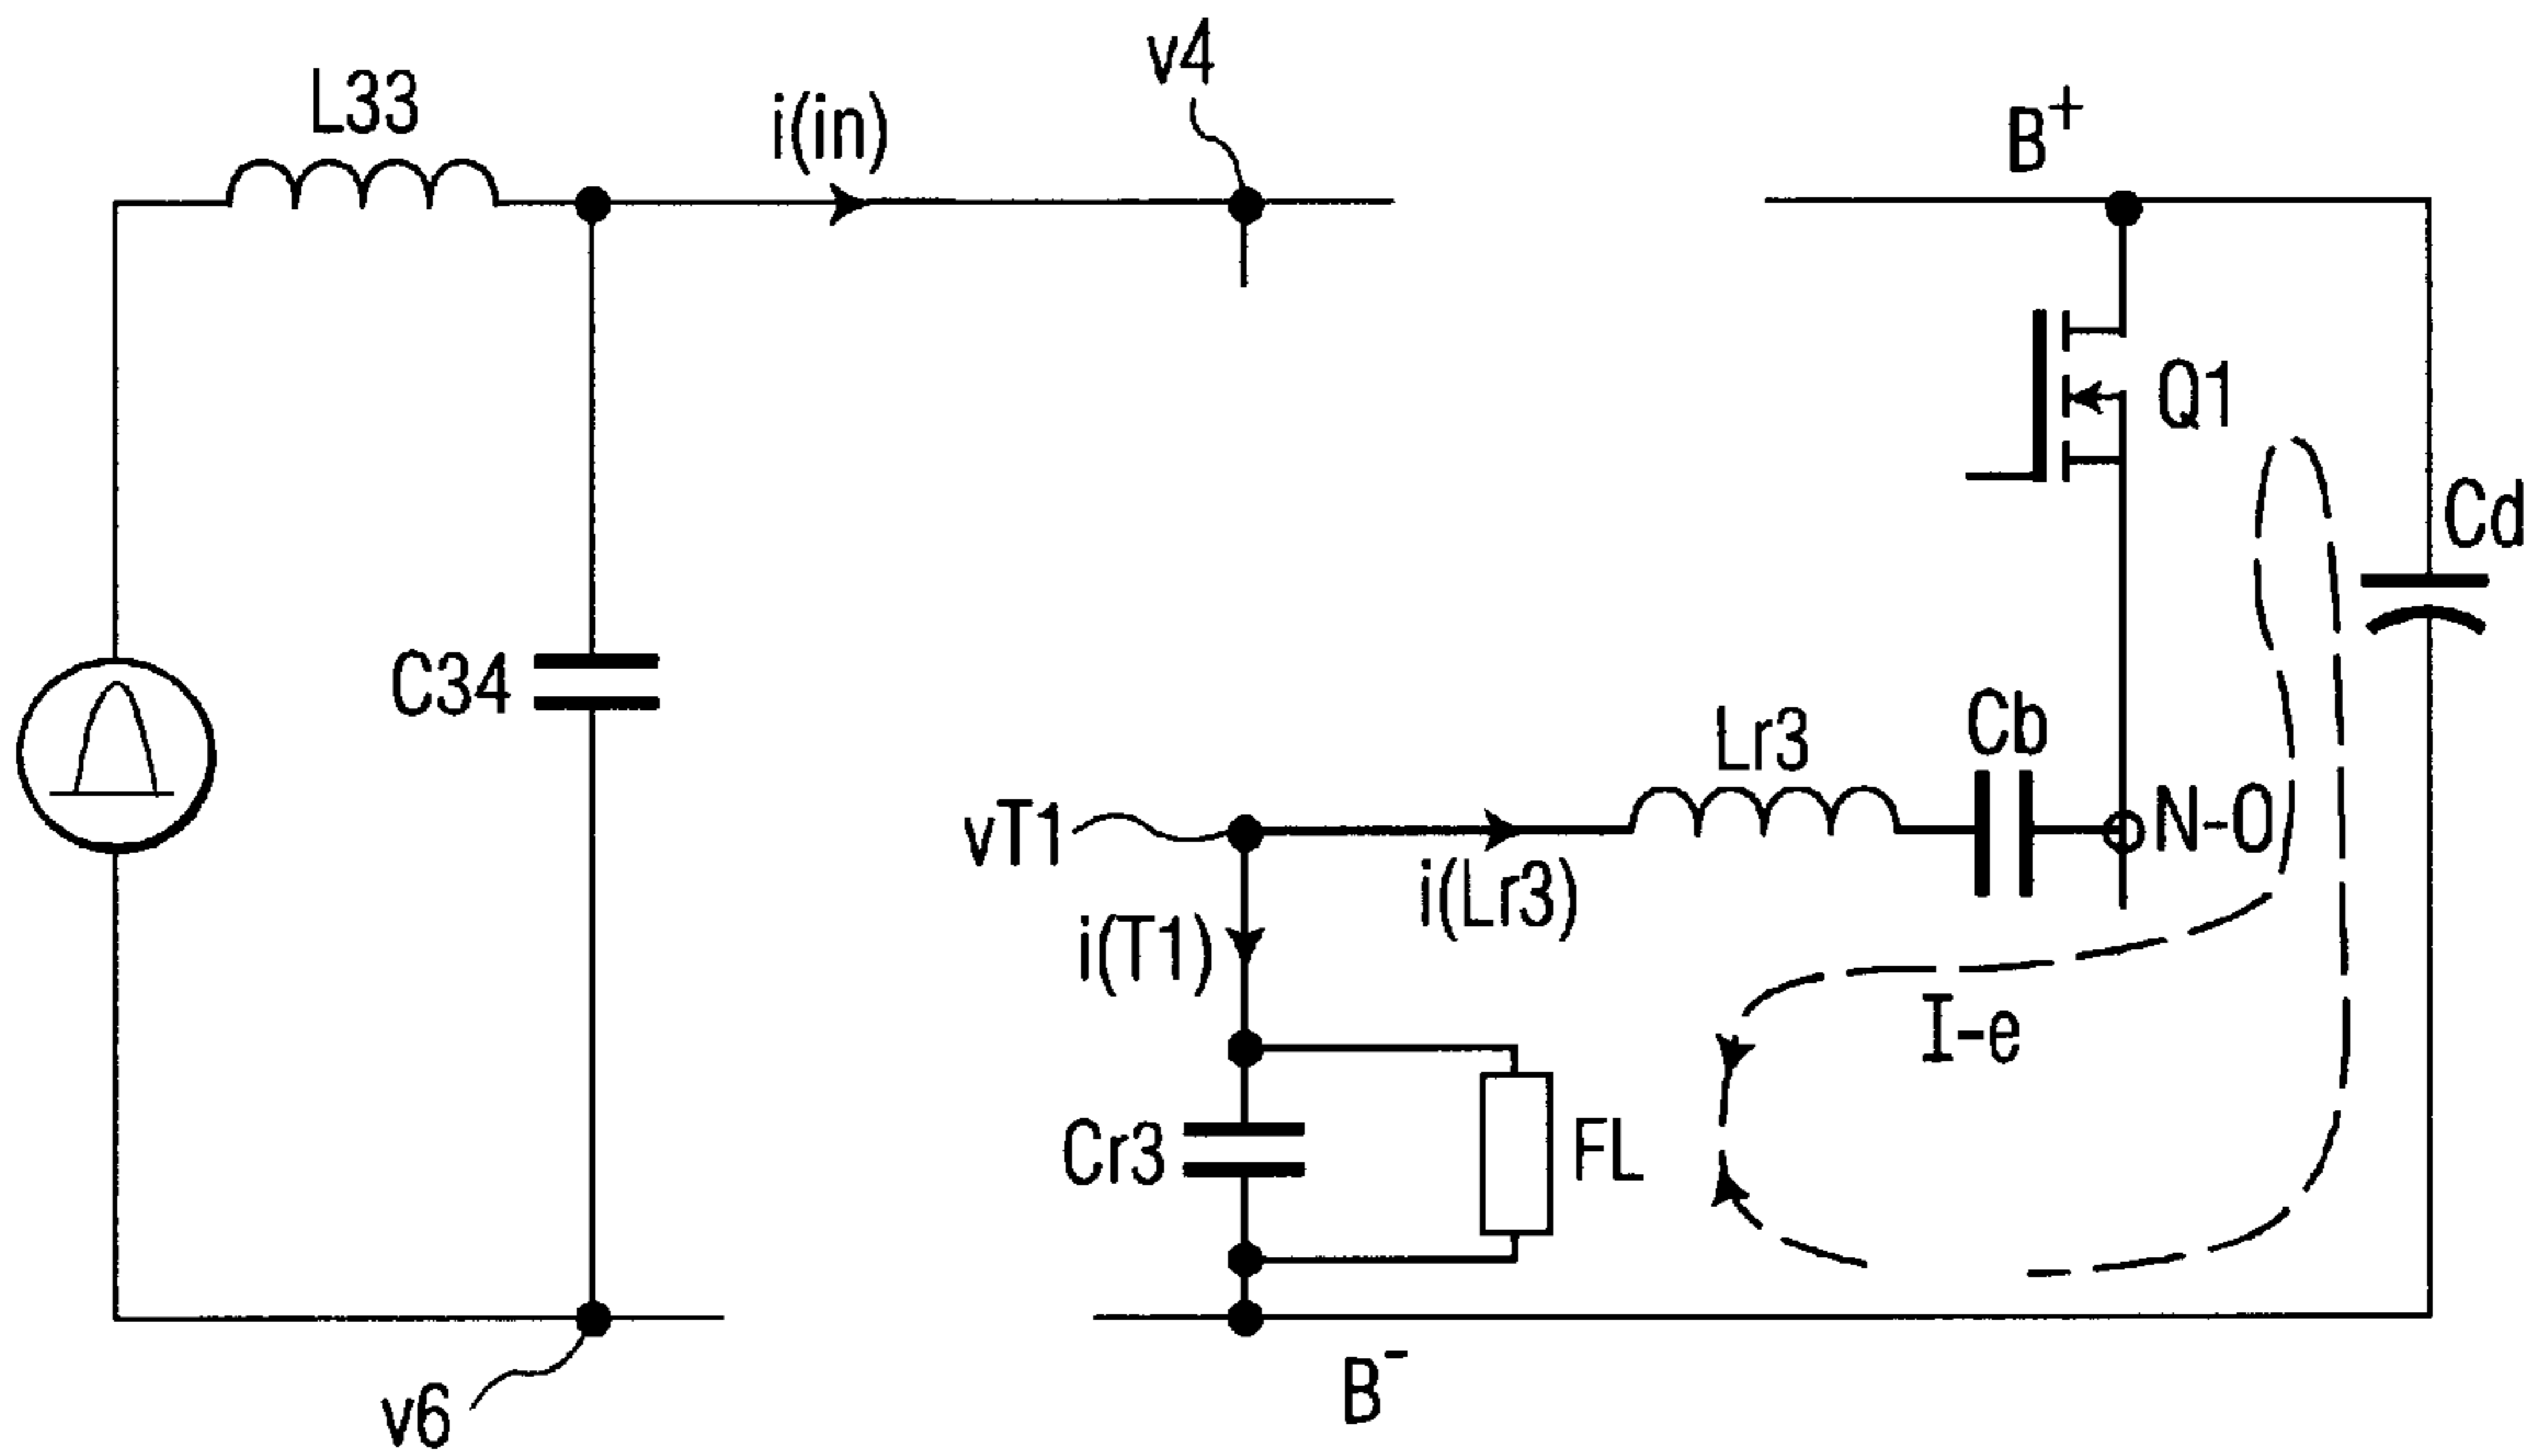 v4
L33
i(in)
B+
Q1
Cd
C34
Lr3
Cb
vT1
N-O
i(Lr3)
i(T1)
I-e
Cr3
FL
B-
v6